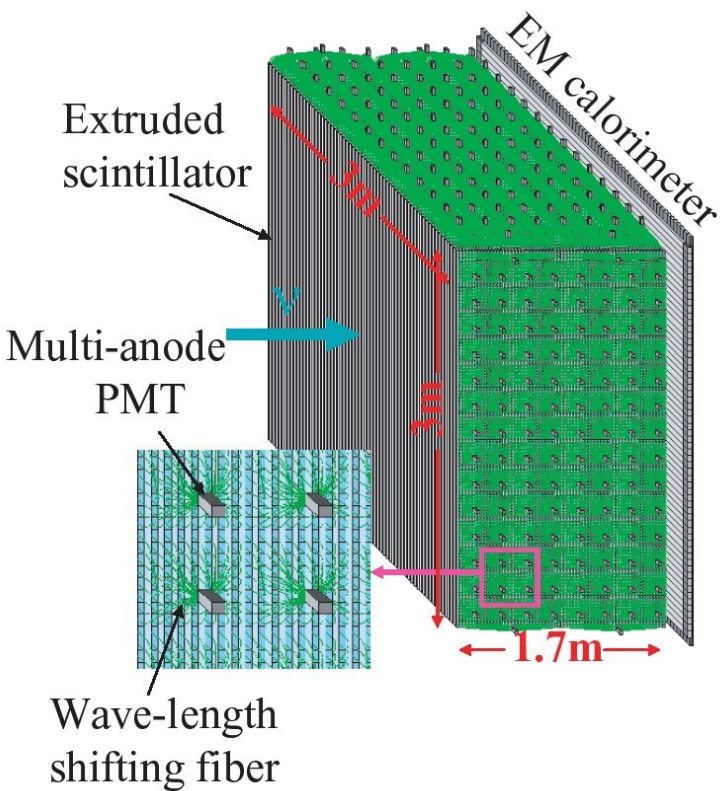 EM calorimeter
Extruded
scintillator
3m
ν
Multi-anode
PMT
3m
1.7m
Wave-length
shifting fiber